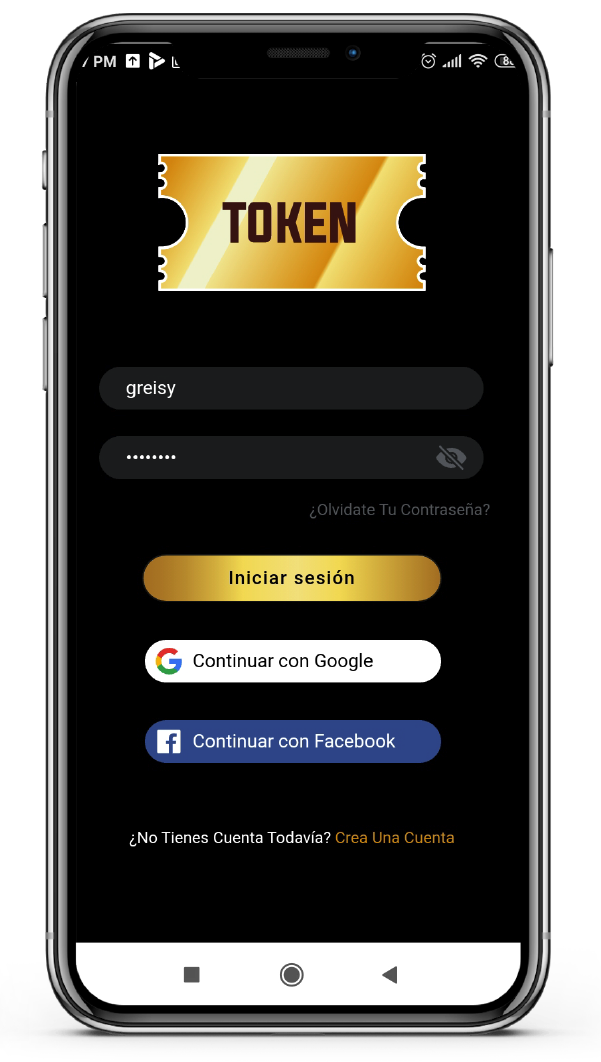 PM
TOKEN
greisy
¿Olvidate Tu Contraseña?
Iniciar sesión
Continuar con Google
Continuar con Facebook
¿No Tienes Cuenta Todavía? Crea Una Cuenta